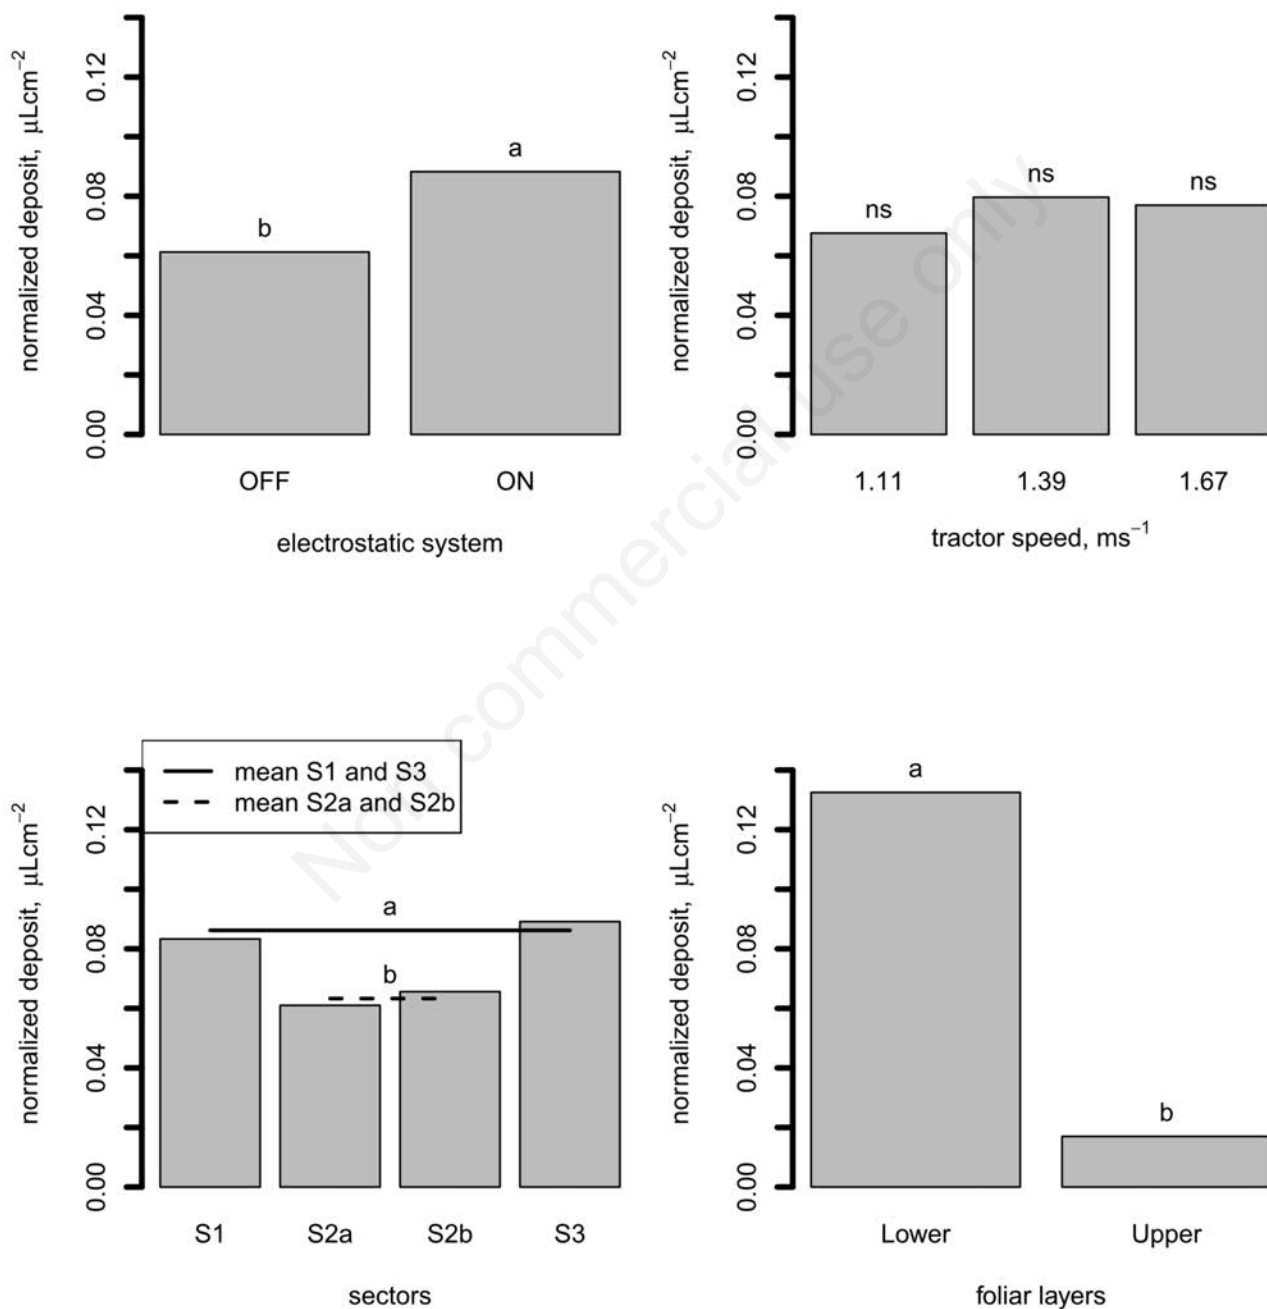 normalized deposit, μLcm⁻²
0.12
0.08
0.04
0.00
b
a
OFF
ON
electrostatic system
normalized deposit, μLcm⁻²
0.12
0.08
0.04
0.00
ns
ns
ns
1.11
1.39
1.67
tractor speed, ms⁻¹
Non commercial use only
normalized deposit, μLcm⁻²
0.12
0.08
0.04
0.00
mean S1 and S3
mean S2a and S2b
a
b
S1
S2a
S2b
S3
sectors
normalized deposit, μLcm⁻²
0.12
0.08
0.04
0.00
a
b
Lower
Upper
foliar layers